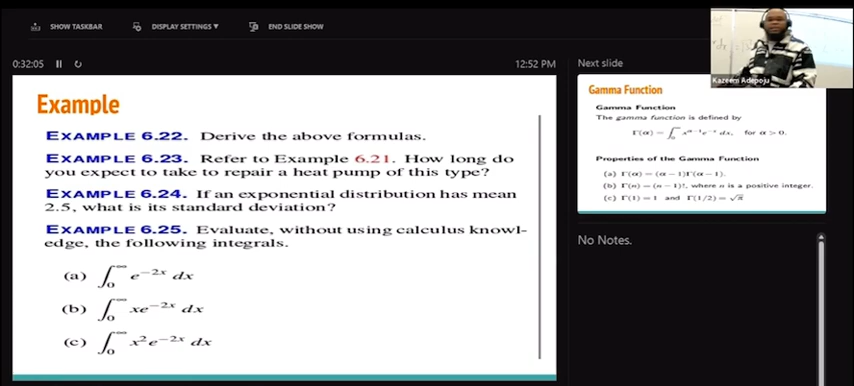 SHOW TASKBAR
DISPLAY SETTINGS ▾
END SLIDE SHOW
Kazeem Adepoju
0:32:05
12:52 PM
Next slide
Example
EXAMPLE 6.22. Derive the above formulas.
EXAMPLE 6.23. Refer to Example 6.21. How long do
you expect to take to repair a heat pump of this type?
EXAMPLE 6.24. If an exponential distribution has mean
2.5, what is its standard deviation?
EXAMPLE 6.25. Evaluate, without using calculus knowl-
edge, the following integrals.
(a) ∫₀^∞ e^{−2x} dx
(b) ∫₀^∞ xe^{−2x} dx
(c) ∫₀^∞ x²e^{−2x} dx
Gamma Function
Gamma Function
The gamma function is defined by
Γ(α) = ∫₀^∞ x^{α−1}e^{−x} dx, for α > 0.
Properties of the Gamma Function
(a) Γ(α) = (α − 1)Γ(α − 1).
(b) Γ(n) = (n − 1)!, where n is a positive integer.
(c) Γ(1) = 1 and Γ(1/2) = √π
No Notes.